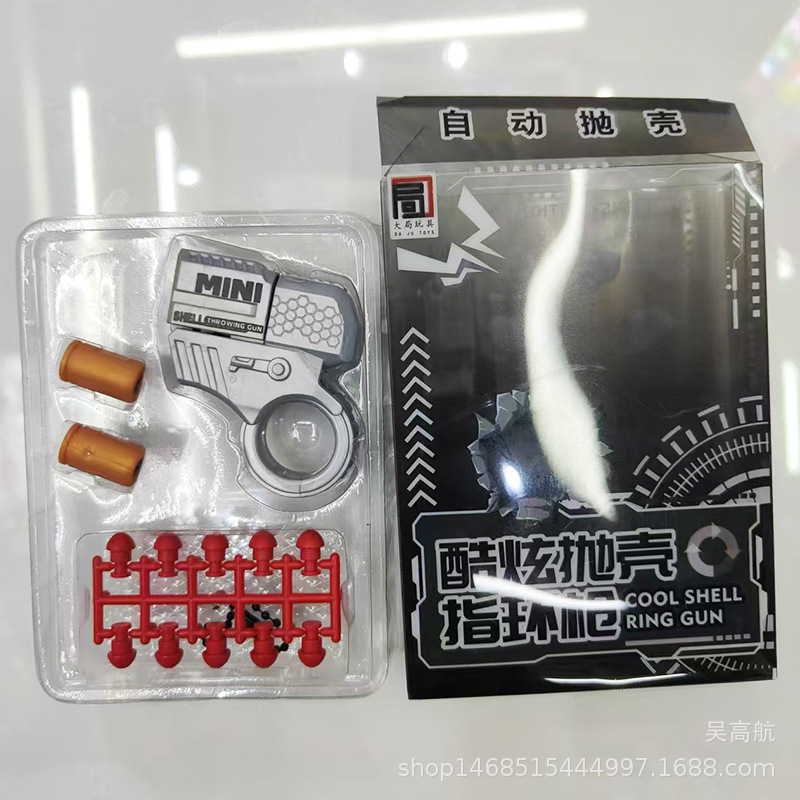 自动抛壳
局
大局玩具
DA JU TOYS
MINI
SHELL THROWING GUN
酷炫抛壳
指环枪
COOL SHELL
RING GUN
吴高航
shop1468515444997.1688.com